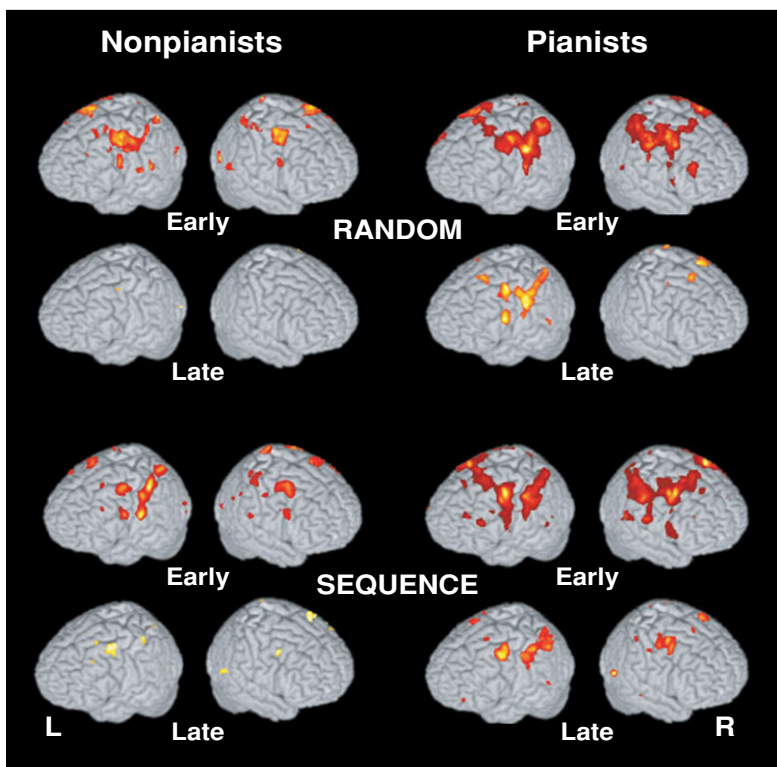 Nonpianists Pianists
Early RANDOM Early
Late Late
Early SEQUENCE Early
L Late Late R